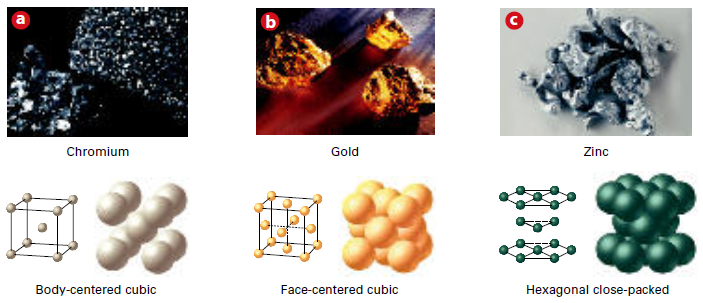 a
b
c
Chromium
Gold
Zinc
Body-centered cubic
Face-centered cubic
Hexagonal close-packed